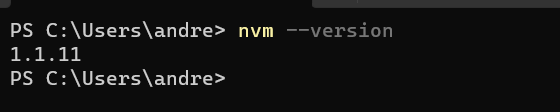 PS C:\Users\andre> nvm --version
1.1.11
PS C:\Users\andre>